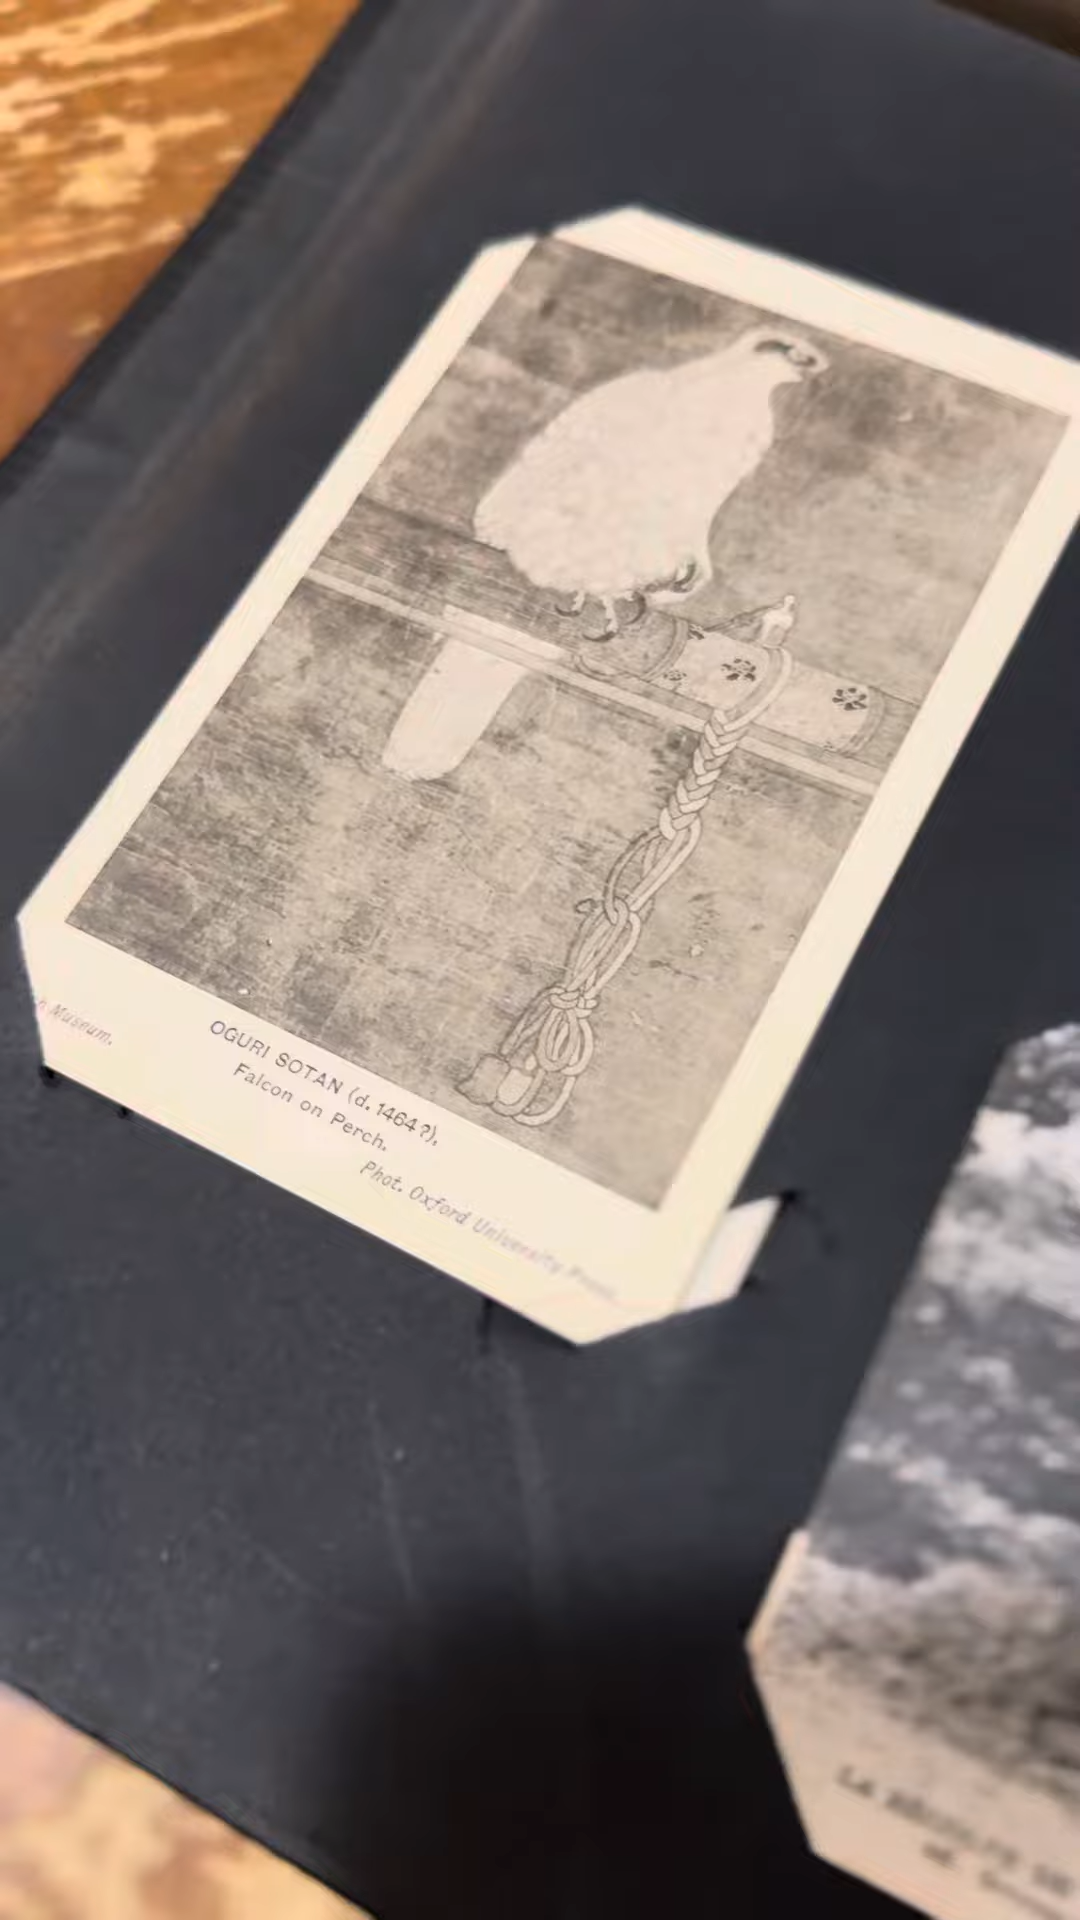 Museum.
OGURI SOTAN (d. 1464?).
Falcon on Perch.
Phot. Oxford University Press.